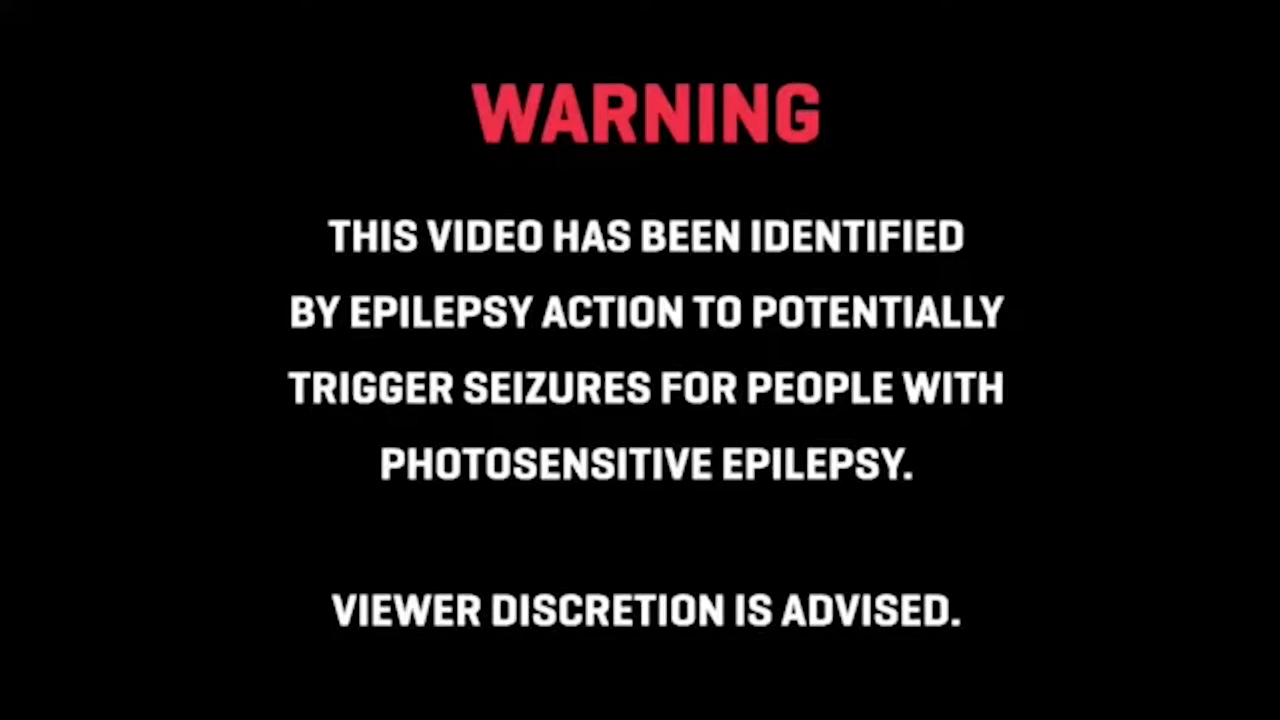 WARNING
THIS VIDEO HAS BEEN IDENTIFIED
BY EPILEPSY ACTION TO POTENTIALLY
TRIGGER SEIZURES FOR PEOPLE WITH
PHOTOSENSITIVE EPILEPSY.
VIEWER DISCRETION IS ADVISED.